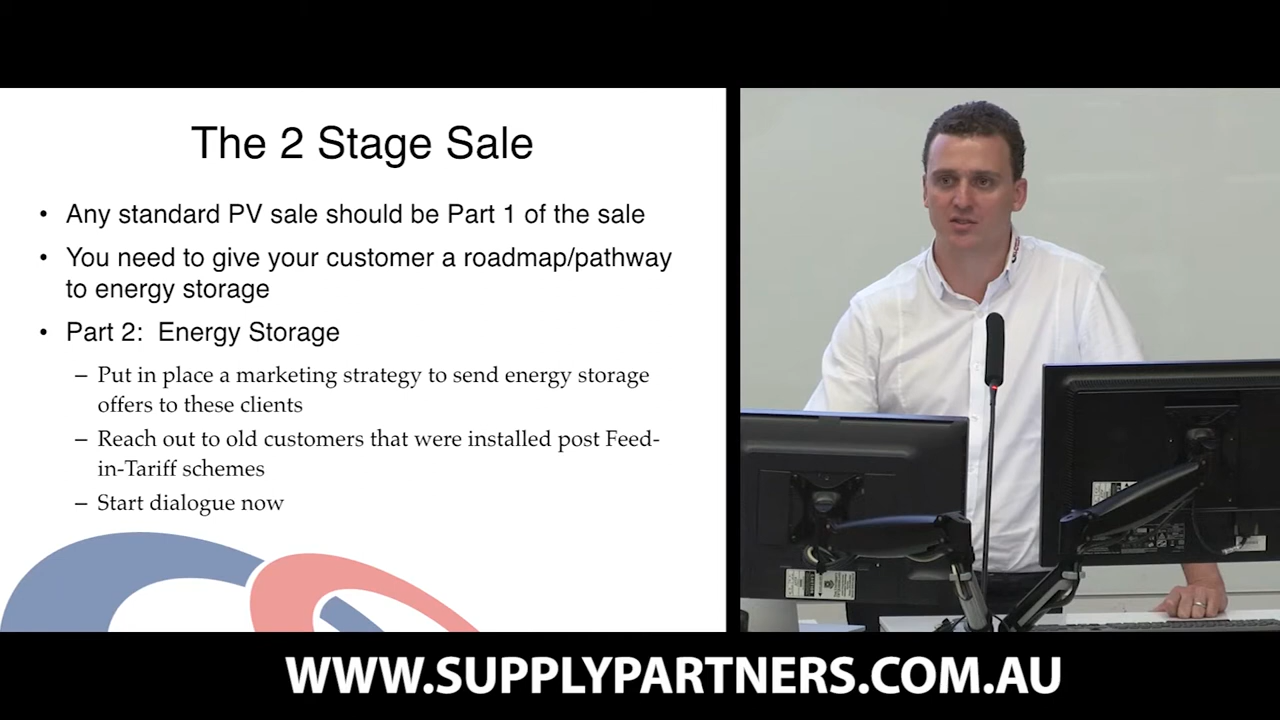 The 2 Stage Sale
• Any standard PV sale should be Part 1 of the sale
• You need to give your customer a roadmap/pathway
to energy storage
• Part 2:  Energy Storage
– Put in place a marketing strategy to send energy storage
offers to these clients
– Reach out to old customers that were installed post Feed-
in-Tariff schemes
– Start dialogue now
WWW.SUPPLYPARTNERS.COM.AU